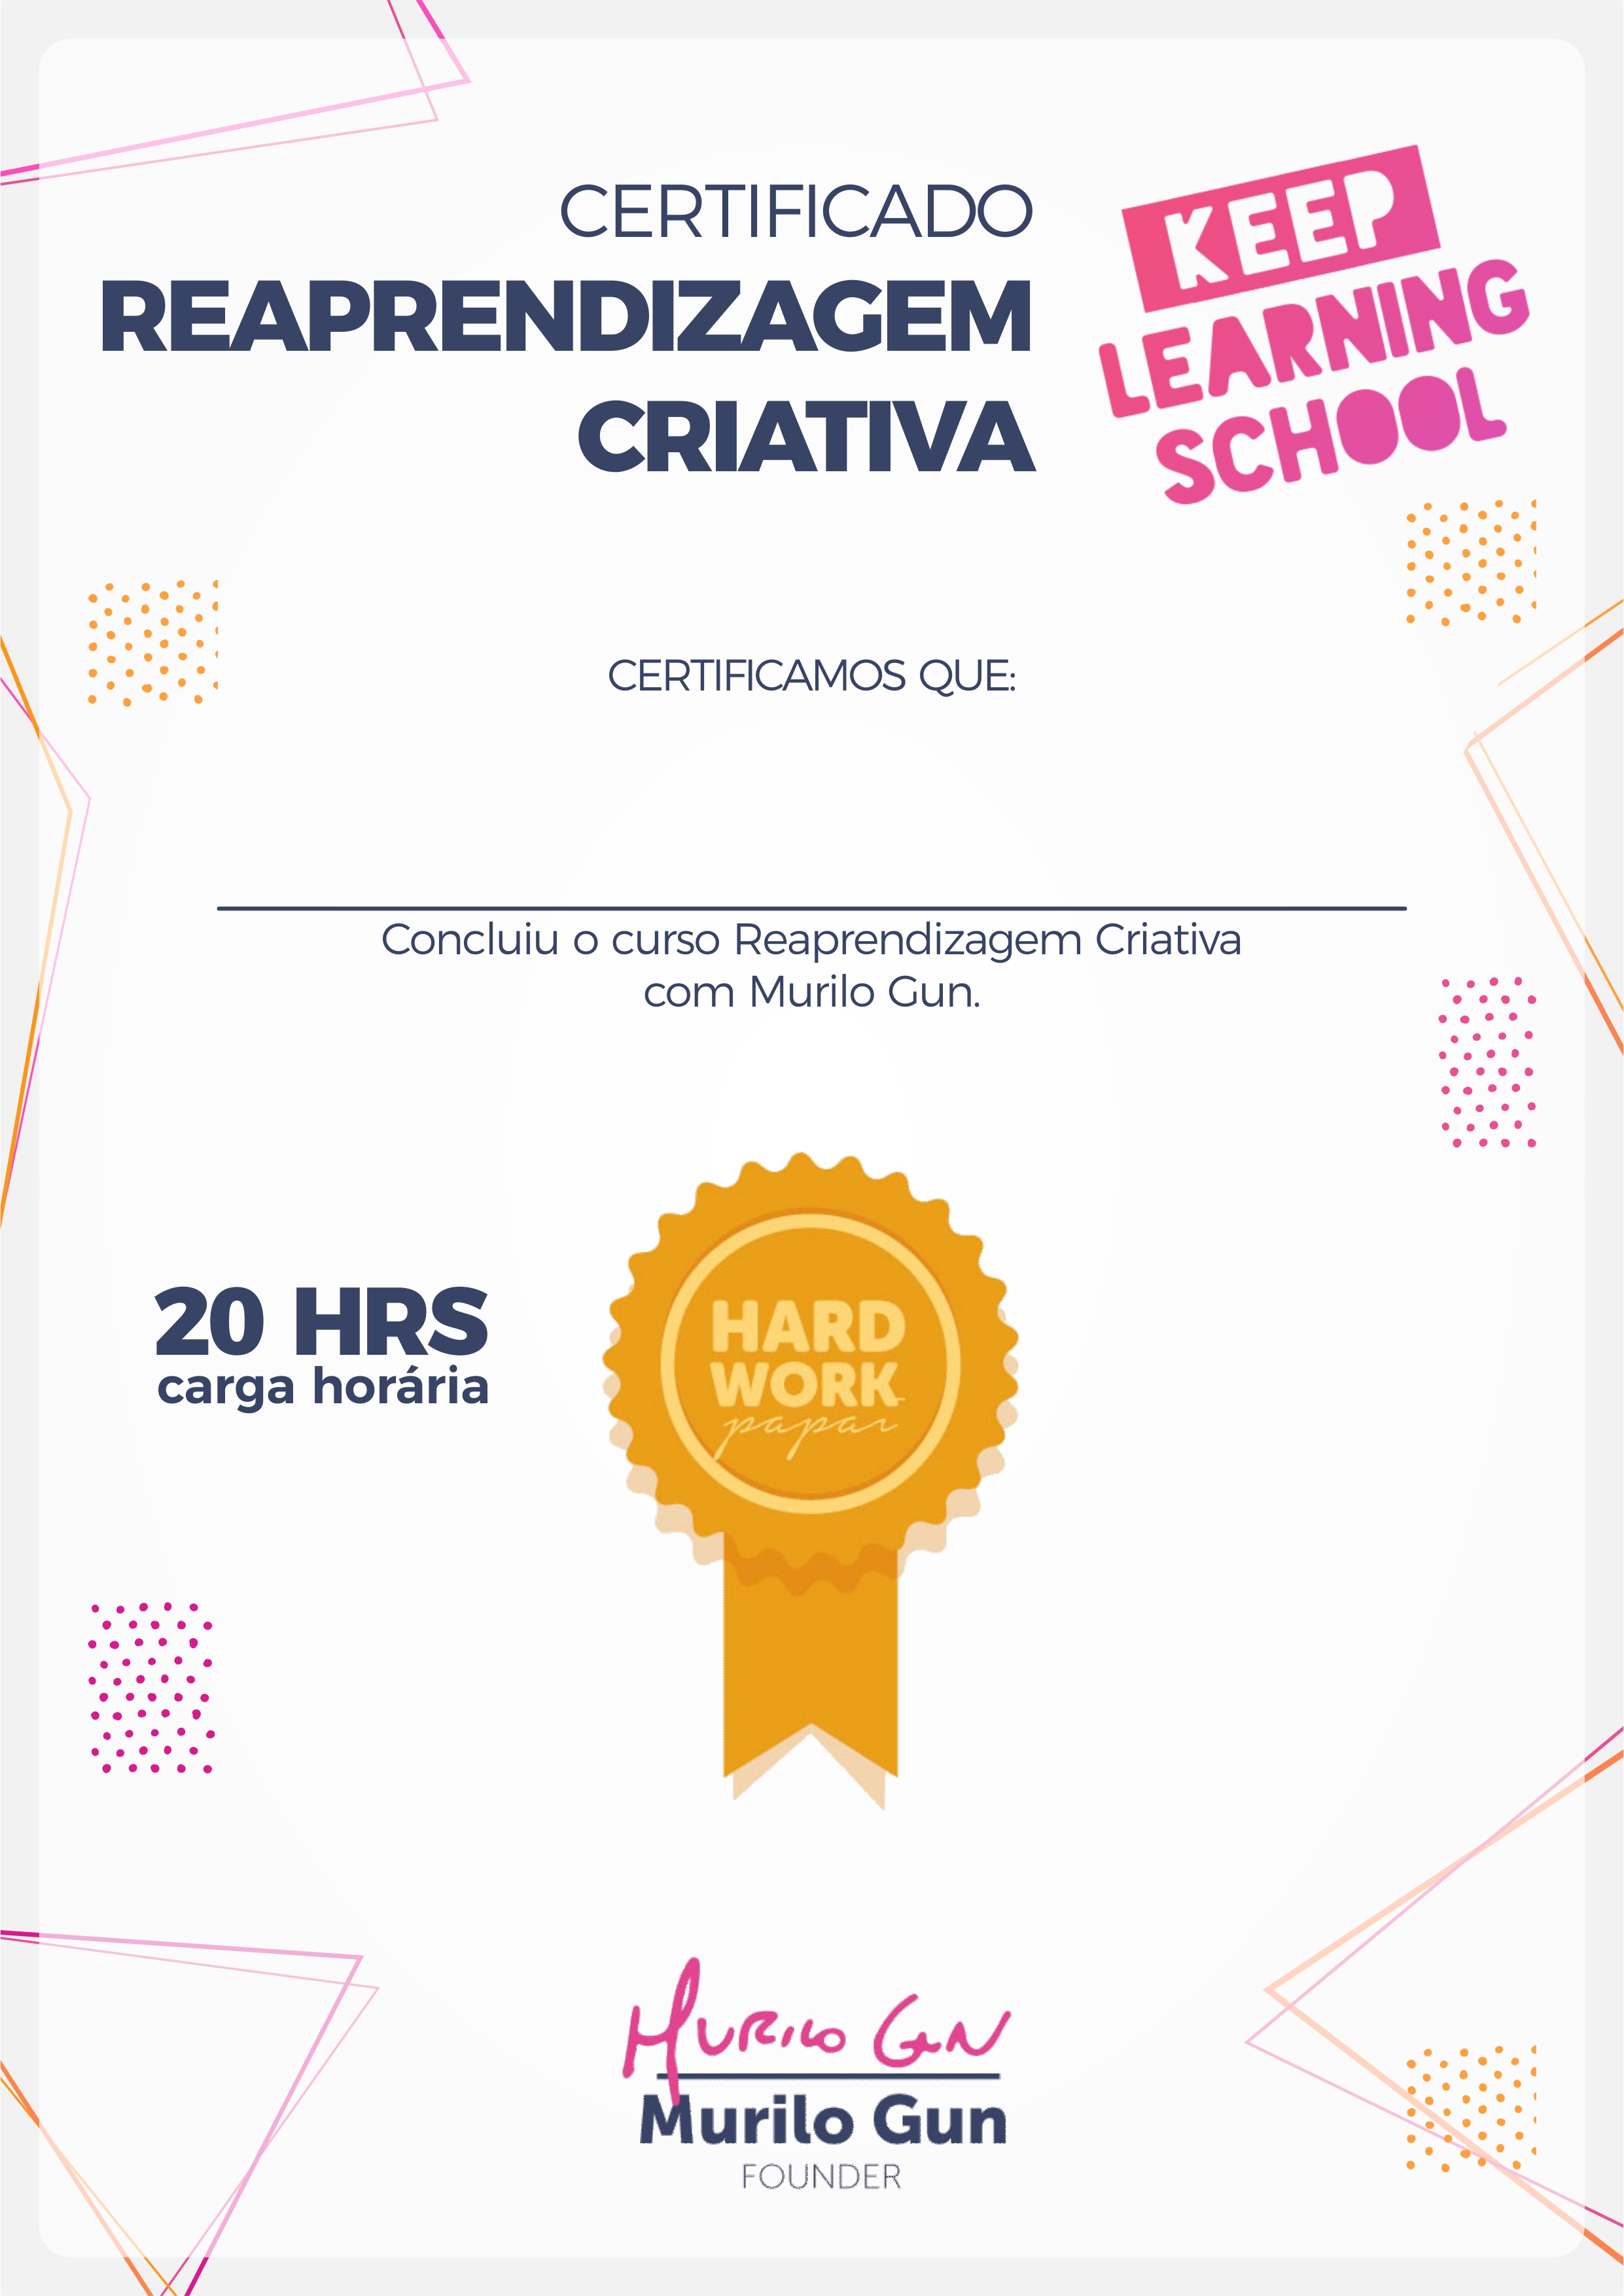 CERTIFICADO
REAPRENDIZAGEM
CRIATIVA
KEEP
LEARNING
SCHOOL
CERTIFICAMOS QUE:
Concluiu o curso Reaprendizagem Criativa
com Murilo Gun.
20 HRS
carga horária
HARD
WORK
papai
Murilo Gun
Murilo Gun
FOUNDER